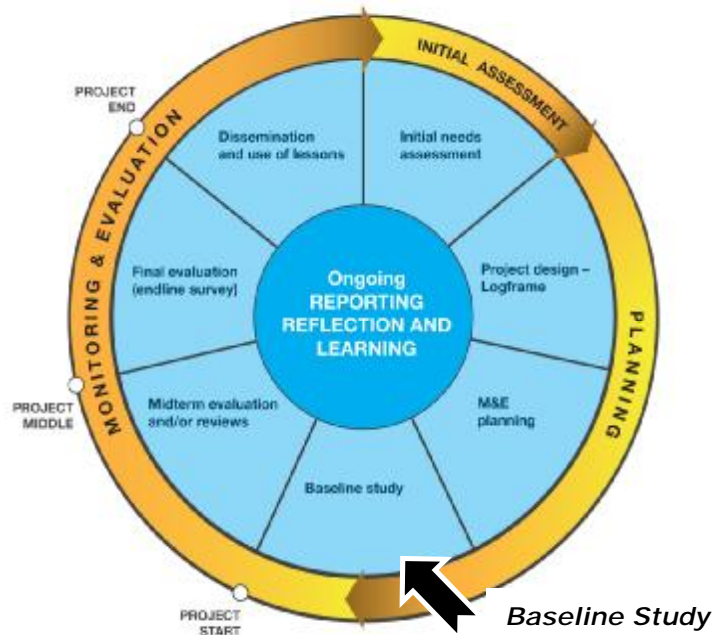 INITIAL ASSESSMENT
PLANNING
MONITORING & EVALUATION
PROJECT
END
PROJECT
MIDDLE
PROJECT
START
Dissemination
and use of lessons
Initial needs
assessment
Project design –
Logframe
M&E
planning
Baseline study
Midterm evaluation
and/or reviews
Final evaluation
(endline survey)
Ongoing
REPORTING
REFLECTION AND
LEARNING
Baseline Study